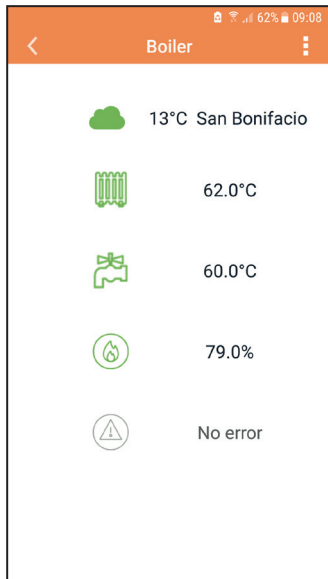 62% 09:08
Boiler
13°C San Bonifacio
62.0°C
60.0°C
79.0%
No error